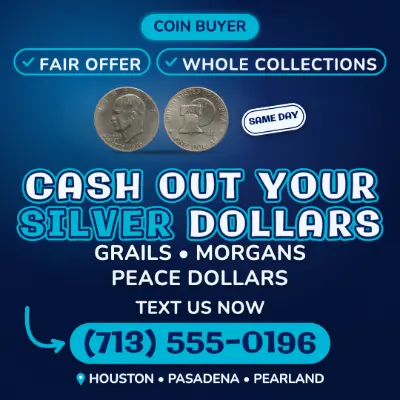 COIN BUYER
FAIR OFFER
WHOLE COLLECTIONS
SAME DAY
CASH OUT YOUR
SILVER DOLLARS
GRAILS • MORGANS
PEACE DOLLARS
TEXT US NOW
(713) 555-0196
HOUSTON • PASADENA • PEARLAND